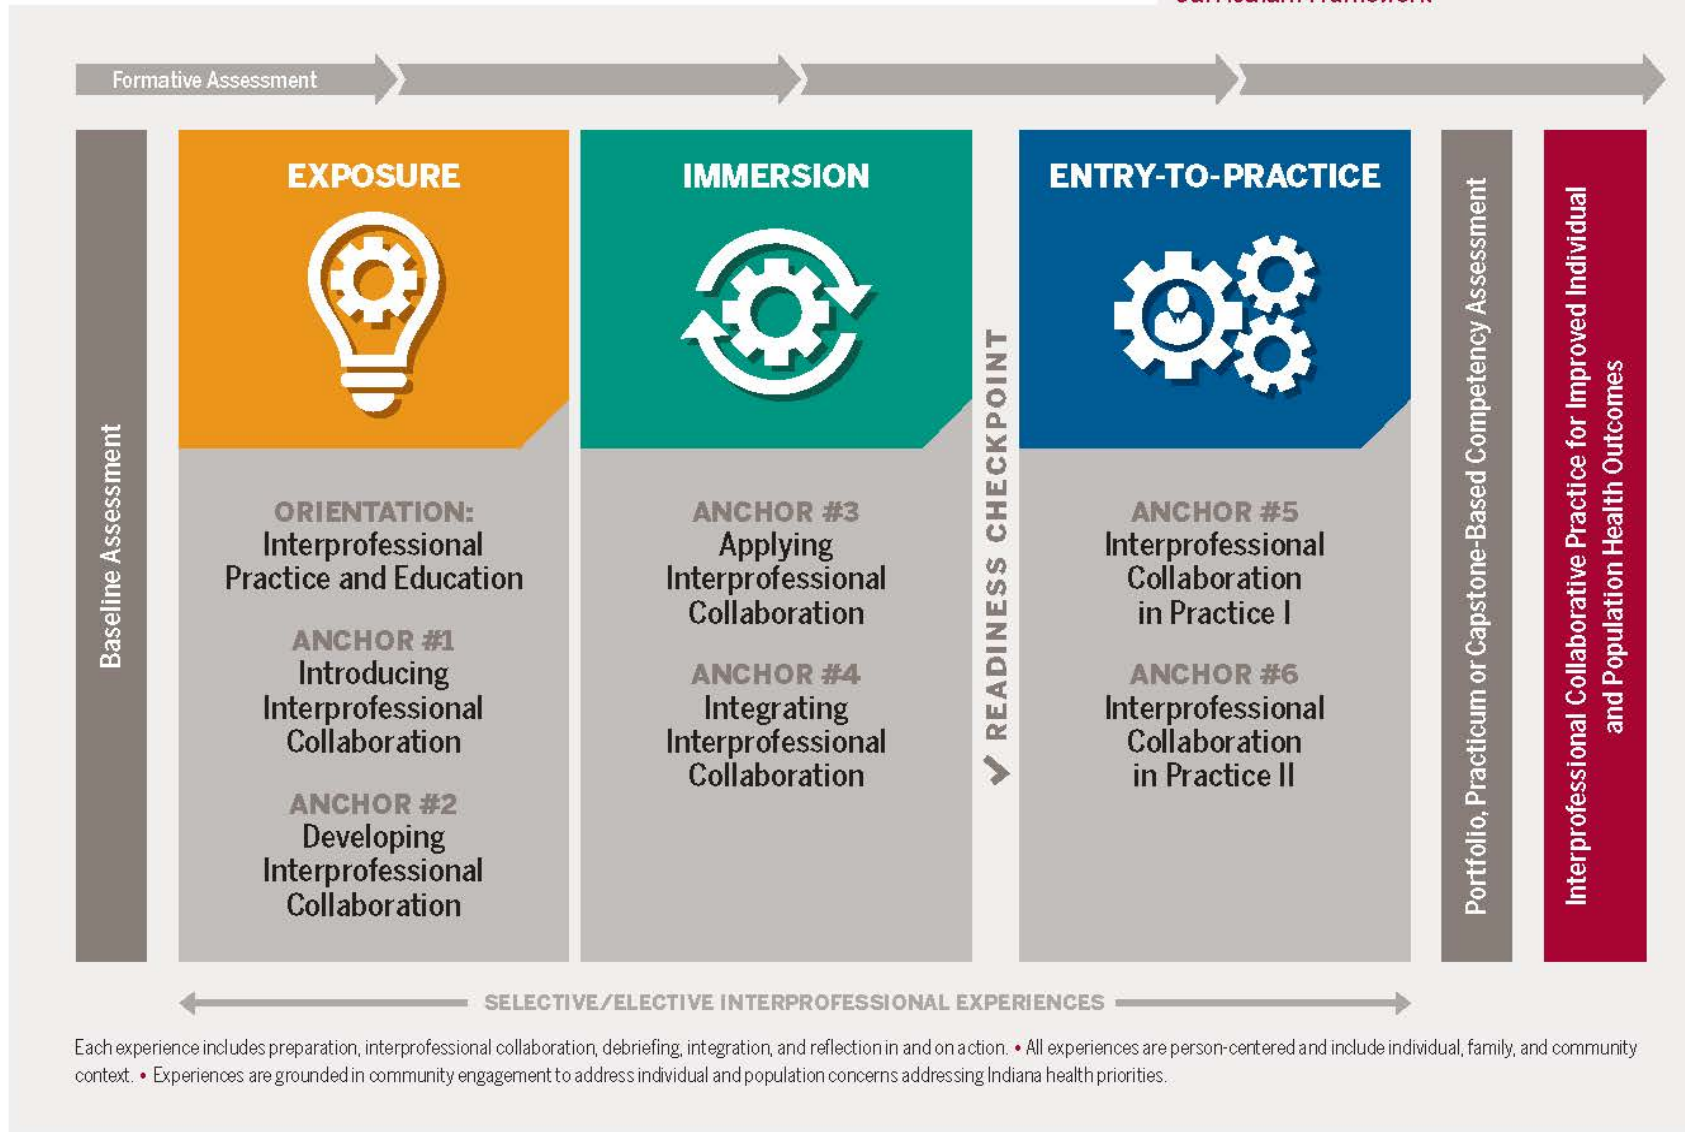 Curriculum Framework
Formative Assessment
Baseline Assessment
EXPOSURE
ORIENTATION:
Interprofessional
Practice and Education
ANCHOR #1
Introducing
Interprofessional
Collaboration
ANCHOR #2
Developing
Interprofessional
Collaboration
IMMERSION
ANCHOR #3
Applying
Interprofessional
Collaboration
ANCHOR #4
Integrating
Interprofessional
Collaboration
READINESS CHECKPOINT
ENTRY-TO-PRACTICE
ANCHOR #5
Interprofessional
Collaboration
in Practice I
ANCHOR #6
Interprofessional
Collaboration
in Practice II
Portfolio, Practicum or Capstone-Based Competency Assessment
Interprofessional Collaborative Practice for Improved Individual
and Population Health Outcomes
SELECTIVE/ELECTIVE INTERPROFESSIONAL EXPERIENCES
Each experience includes preparation, interprofessional collaboration, debriefing, integration, and reflection in and on action. • All experiences are person-centered and include individual, family, and community
context. • Experiences are grounded in community engagement to address individual and population concerns addressing Indiana health priorities.